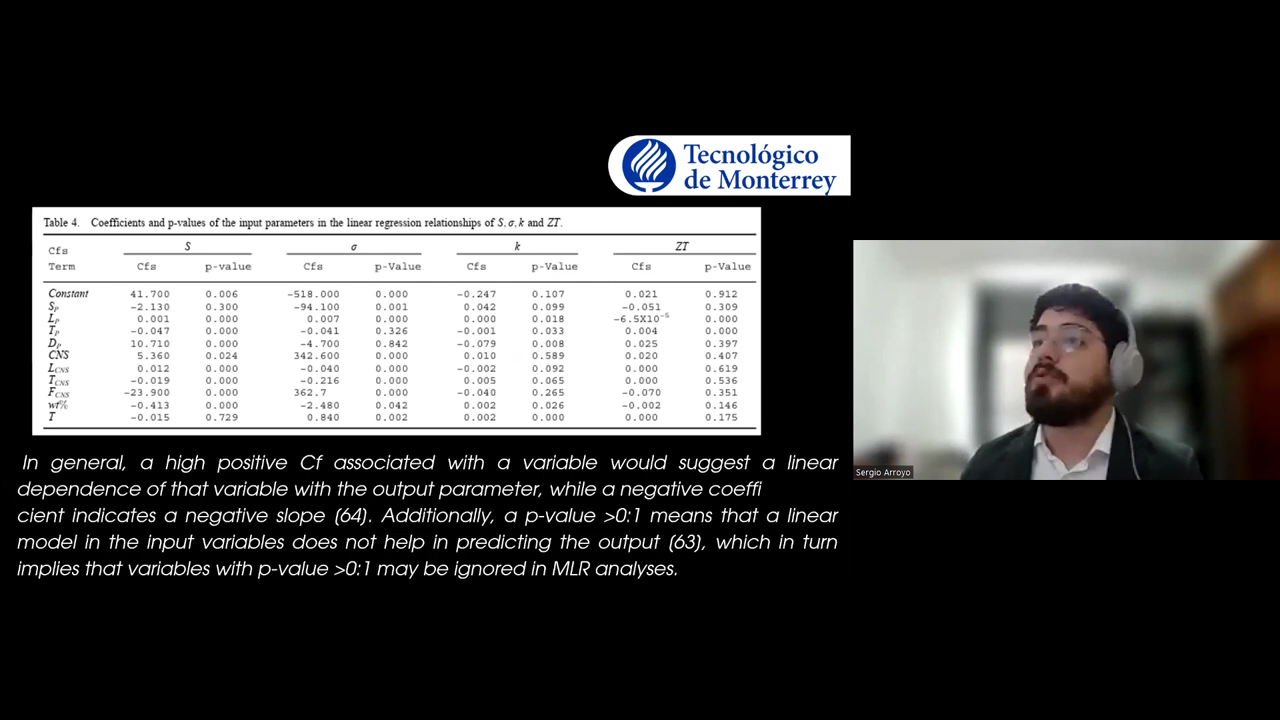 Tecnológico
de Monterrey
Table 4. Coefficients and p-values of the input parameters in the linear regression relationships of S, σ, k and ZT.
Cfs S σ k ZT
Term Cfs p-value Cfs p-Value Cfs p-Value Cfs p-Value
Constant 41.700 0.006 -518.000 0.000 -0.247 0.107 0.021 0.912
SP -2.130 0.300 -94.100 0.001 0.042 0.099 -0.051 0.309
LP 0.001 0.000 0.007 0.000 0.000 0.018 -6.5X10⁻⁵ 0.000
TP -0.047 0.000 -0.041 0.326 -0.001 0.033 0.004 0.000
DP 10.710 0.000 -4.700 0.842 -0.079 0.008 0.025 0.397
CNS 5.360 0.024 342.600 0.000 0.010 0.589 0.020 0.407
LCNS 0.012 0.000 -0.040 0.000 -0.002 0.092 0.000 0.619
TCNS -0.019 0.000 -0.216 0.000 0.005 0.065 0.000 0.536
FCNS -23.900 0.000 362.7 0.000 -0.040 0.265 -0.070 0.351
wt% -0.413 0.000 -2.480 0.042 0.002 0.026 -0.002 0.146
T -0.015 0.729 0.840 0.002 0.002 0.000 0.000 0.175
In general, a high positive Cf associated with a variable would suggest a linear
dependence of that variable with the output parameter, while a negative coeffi
cient indicates a negative slope (64). Additionally, a p-value >0:1 means that a linear
model in the input variables does not help in predicting the output (63), which in turn
implies that variables with p-value >0:1 may be ignored in MLR analyses.
Sergio Arroyo